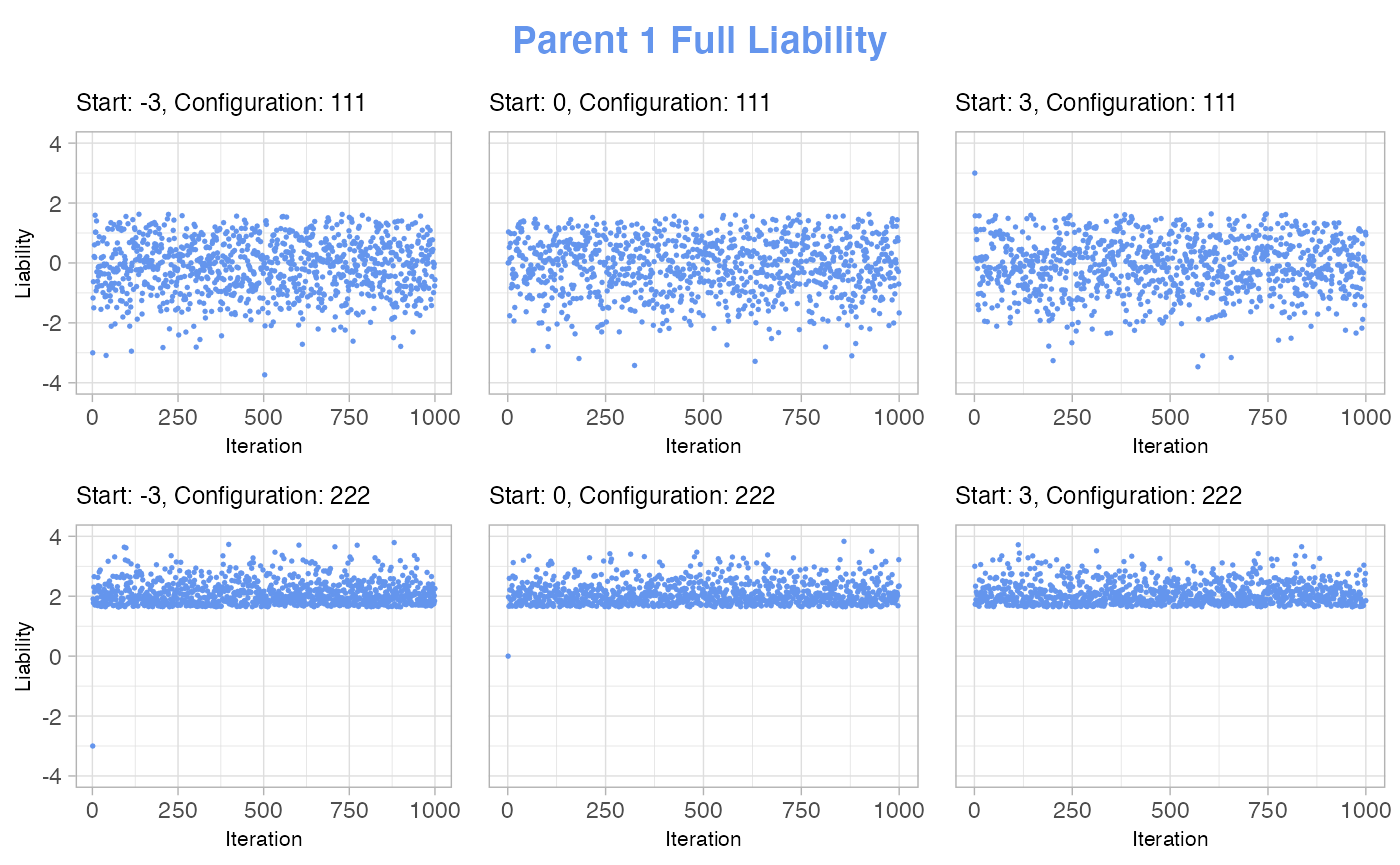 Parent 1 Full Liability
Start: -3, Configuration: 111
Start: 0, Configuration: 111
Start: 3, Configuration: 111
Liability
4
2
0
-2
-4
0 250 500 750 1000
0 250 500 750 1000
0 250 500 750 1000
Iteration
Iteration
Iteration
Start: -3, Configuration: 222
Start: 0, Configuration: 222
Start: 3, Configuration: 222
Liability
4
2
0
-2
-4
0 250 500 750 1000
0 250 500 750 1000
0 250 500 750 1000
Iteration
Iteration
Iteration